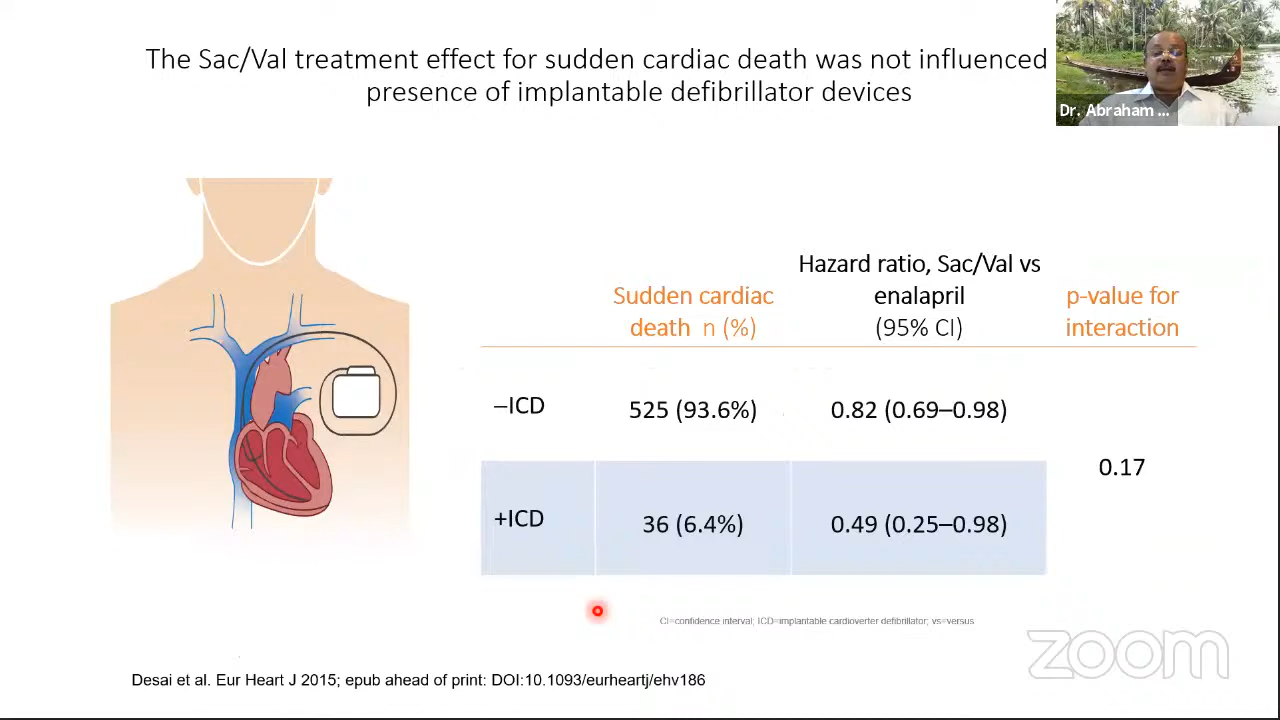 The Sac/Val treatment effect for sudden cardiac death was not influenced
presence of implantable defibrillator devices
Dr. Abraham ...
Sudden cardiac
death n (%)
Hazard ratio, Sac/Val vs
enalapril
(95% CI)
p-value for
interaction
–ICD
525 (93.6%)
0.82 (0.69–0.98)
0.17
+ICD
36 (6.4%)
0.49 (0.25–0.98)
CI=confidence interval; ICD=implantable cardioverter defibrillator; vs=versus
zoom
Desai et al. Eur Heart J 2015; epub ahead of print: DOI:10.1093/eurheartj/ehv186